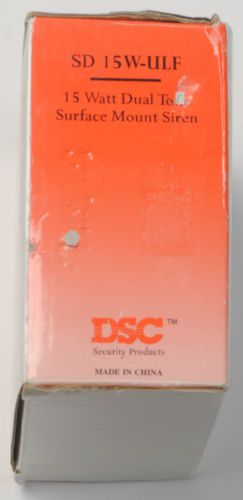 SD 15W-ULF
15 Watt Dual Tone
Surface Mount Siren
DSC™
Security Products
MADE IN CHINA